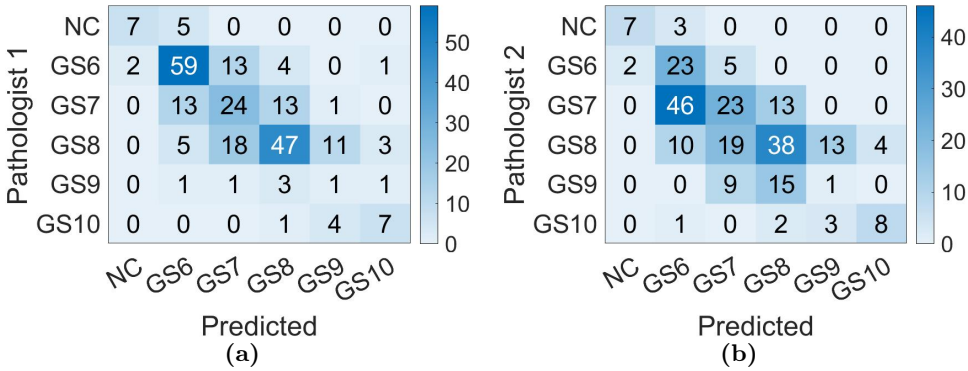 Pathologist 1
NC 7 5 0 0 0 0
GS6 2 59 13 4 0 1
GS7 0 13 24 13 1 0
GS8 0 5 18 47 11 3
GS9 0 1 1 3 1 1
GS10 0 0 0 1 4 7
NC GS6 GS7 GS8 GS9 GS10
Predicted
50
40
30
20
10
0
(a)
Pathologist 2
NC 7 3 0 0 0 0
GS6 2 23 5 0 0 0
GS7 0 46 23 13 0 0
GS8 0 10 19 38 13 4
GS9 0 0 9 15 1 0
GS10 0 1 0 2 3 8
NC GS6 GS7 GS8 GS9 GS10
Predicted
40
30
20
10
0
(b)